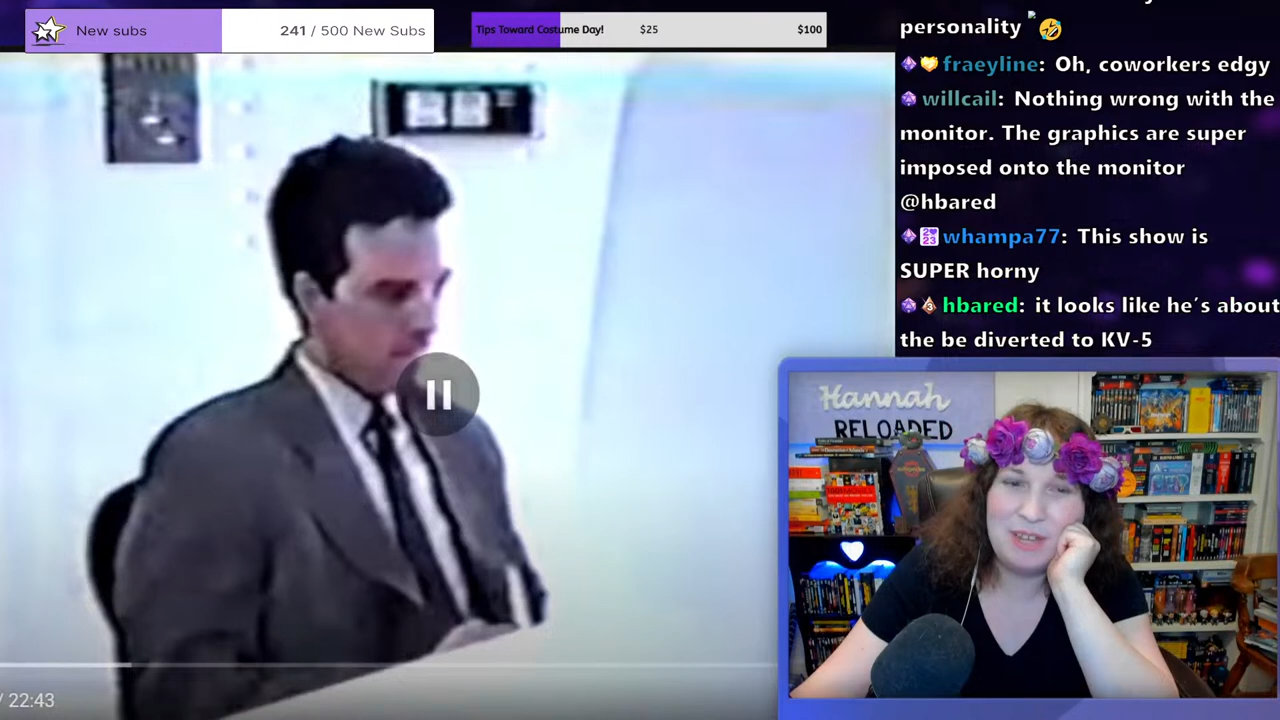 New subs
241 / 500 New Subs
Tips Toward Costume Day!
$25
$100
personality
fraeyline: Oh, coworkers edgy
willcail: Nothing wrong with the
monitor. The graphics are super
imposed onto the monitor
@hbared
whampa77: This show is
SUPER horny
hbared: it looks like he's about
the be diverted to KV-5
Hannah
RELOADED
/ 22:43